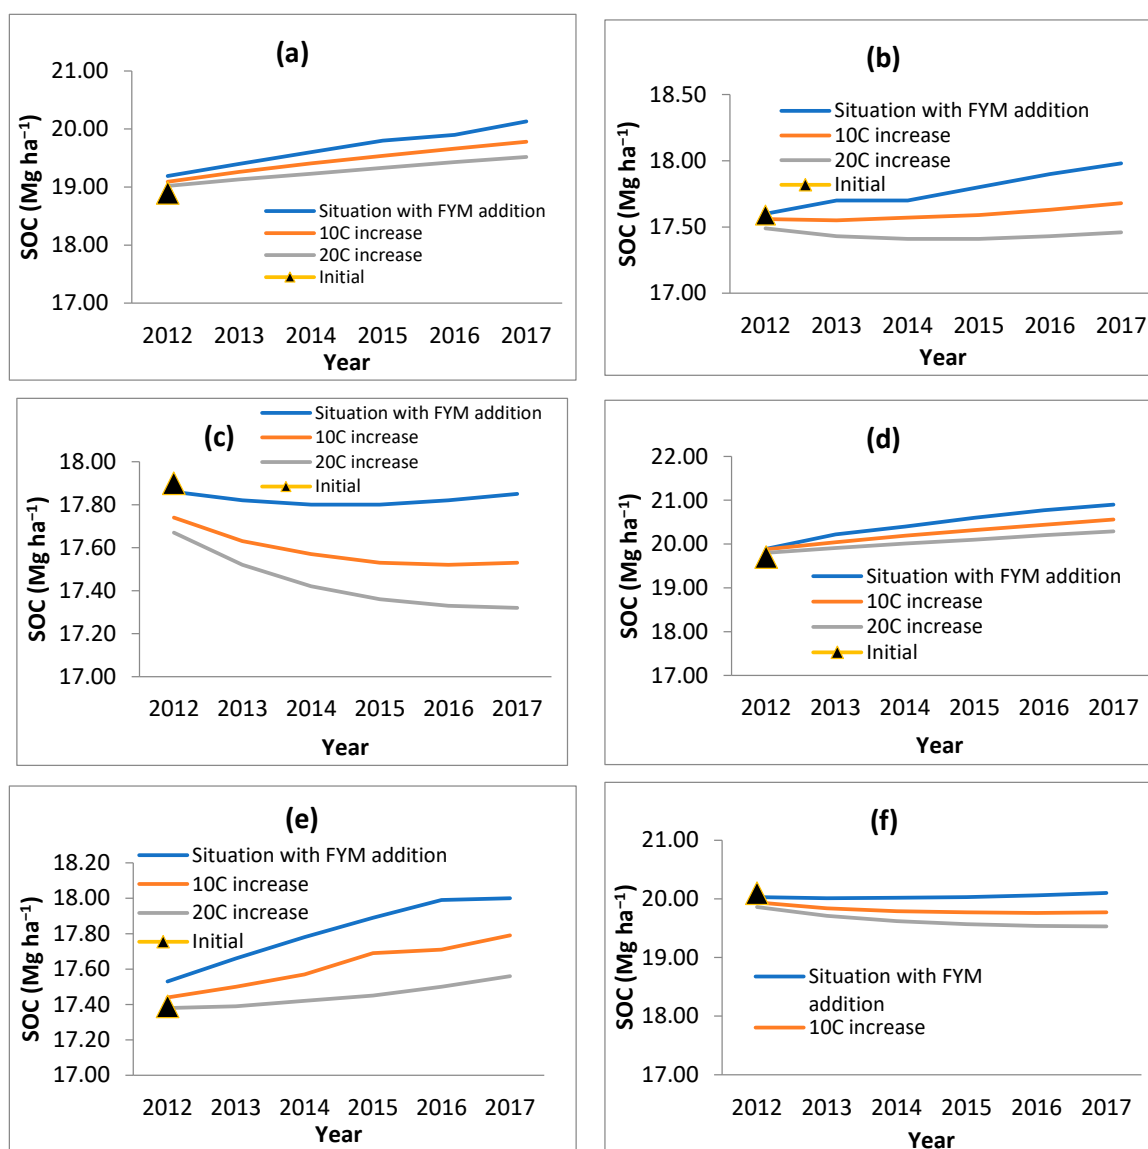 (a)
21.00
20.00
19.00
19.00
18.00
17.00
SOC (Mg ha⁻¹)
Situation with FYM addition
10C increase
20C increase
Initial
2012 2013 2014 2015 2016 2017
Year
(b)
18.50
18.00
17.50
17.00
SOC (Mg ha⁻¹)
Situation with FYM addition
10C increase
20C increase
Initial
2012 2013 2014 2015 2016 2017
Year
(c)
18.00
17.80
17.60
17.40
17.20
17.00
SOC (Mg ha⁻¹)
Situation with FYM addition
10C increase
20C increase
Initial
2012 2013 2014 2015 2016 2017
Year
(d)
22.00
21.00
20.00
19.00
18.00
17.00
SOC (Mg ha⁻¹)
Situation with FYM addition
10C increase
20C increase
Initial
2012 2013 2014 2015 2016 2017
Year
(e)
18.20
18.00
17.80
17.60
17.40
17.20
17.00
SOC (Mg ha⁻¹)
Situation with FYM addition
10C increase
20C increase
Initial
2012 2013 2014 2015 2016 2017
Year
(f)
21.00
20.00
19.00
18.00
17.00
SOC (Mg ha⁻¹)
Situation with FYM
addition
10C increase
2012 2013 2014 2015 2016 2017
Year